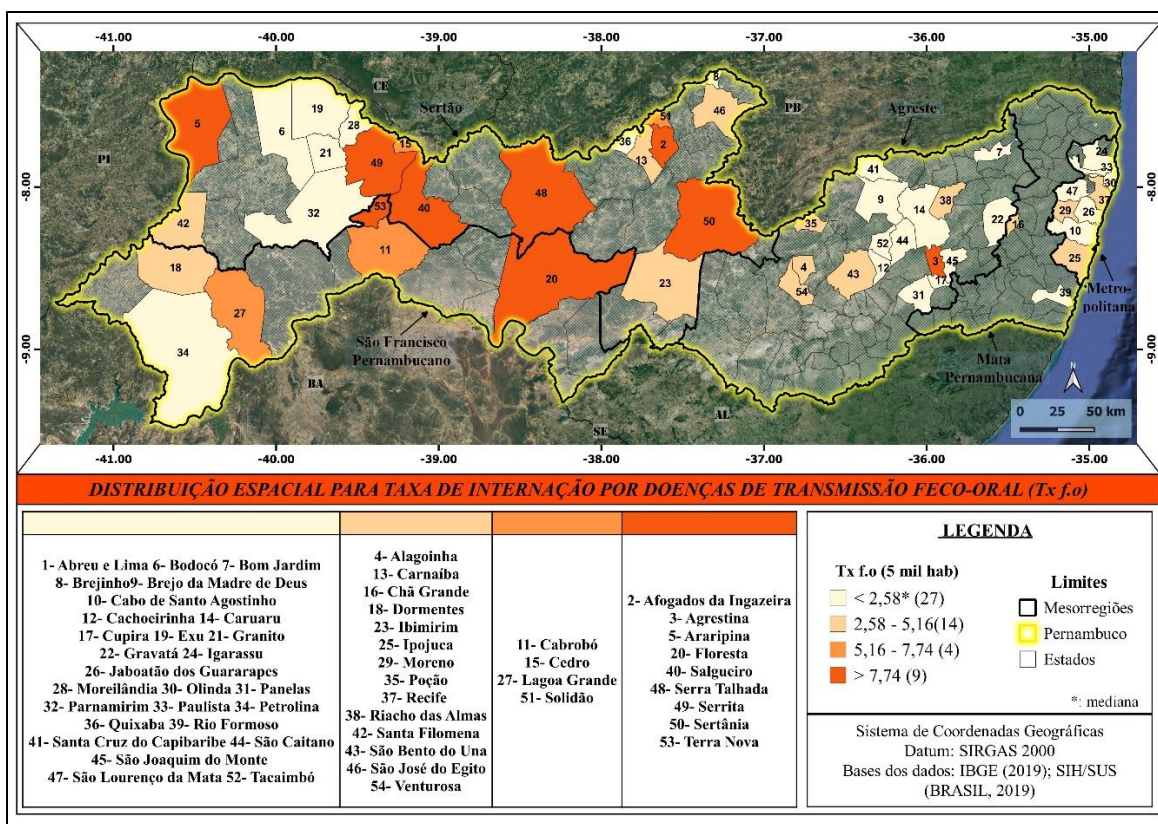 -41.00 -40.00 -39.00 -38.00 -37.00 -36.00 -35.00
CE
Sertão
PB
Agreste
PI
-8.00
-8.00
-9.00
-9.00
5
19
6
28
21
15
49
32
53
40
42
11
18
27
34
48
20
8
46
51
36
2
13
50
23
35
4
54
43
41
9
7
14
38
52
44
12
22
16
3
45
17
31
1
24
33
30
47
37
29
26
10
25
39
São Francisco
Pernambucano
Metro-
politana
Mata
Pernambucana
BA
AL
SE
N
0 25 50 km
-41.00 -40.00 -39.00 -38.00 -37.00 -36.00 -35.00
DISTRIBUIÇÃO ESPACIAL PARA TAXA DE INTERNAÇÃO POR DOENÇAS DE TRANSMISSÃO FECO-ORAL (Tx f.o)
1- Abreu e Lima 6- Bodocó 7- Bom Jardim
8- Brejinho9- Brejo da Madre de Deus
10- Cabo de Santo Agostinho
12- Cachoeirinha 14- Caruaru
17- Cupira 19- Exu 21- Granito
22- Gravatá 24- Igarassu
26- Jaboatão dos Guararapes
28- Moreilândia 30- Olinda 31- Panelas
32- Parnamirim 33- Paulista 34- Petrolina
36- Quixaba 39- Rio Formoso
41- Santa Cruz do Capibaribe 44- São Caitano
45- São Joaquim do Monte
47- São Lourenço da Mata 52- Tacaimbó
4- Alagoinha
13- Carnaíba
16- Chã Grande
18- Dormentes
23- Ibimirim
25- Ipojuca
29- Moreno
35- Poção
37- Recife
38- Riacho das Almas
42- Santa Filomena
43- São Bento do Una
46- São José do Egito
54- Venturosa
11- Cabrobó
15- Cedro
27- Lagoa Grande
51- Solidão
2- Afogados da Ingazeira
3- Agrestina
5- Araripina
20- Floresta
40- Salgueiro
48- Serra Talhada
49- Serrita
50- Sertânia
53- Terra Nova
LEGENDA
Tx f.o (5 mil hab)
< 2,58* (27)
2,58 - 5,16(14)
5,16 - 7,74 (4)
> 7,74 (9)
Limites
Mesorregiões
Pernambuco
Estados
*: mediana
Sistema de Coordenadas Geográficas
Datum: SIRGAS 2000
Bases dos dados: IBGE (2019); SIH/SUS
(BRASIL, 2019)